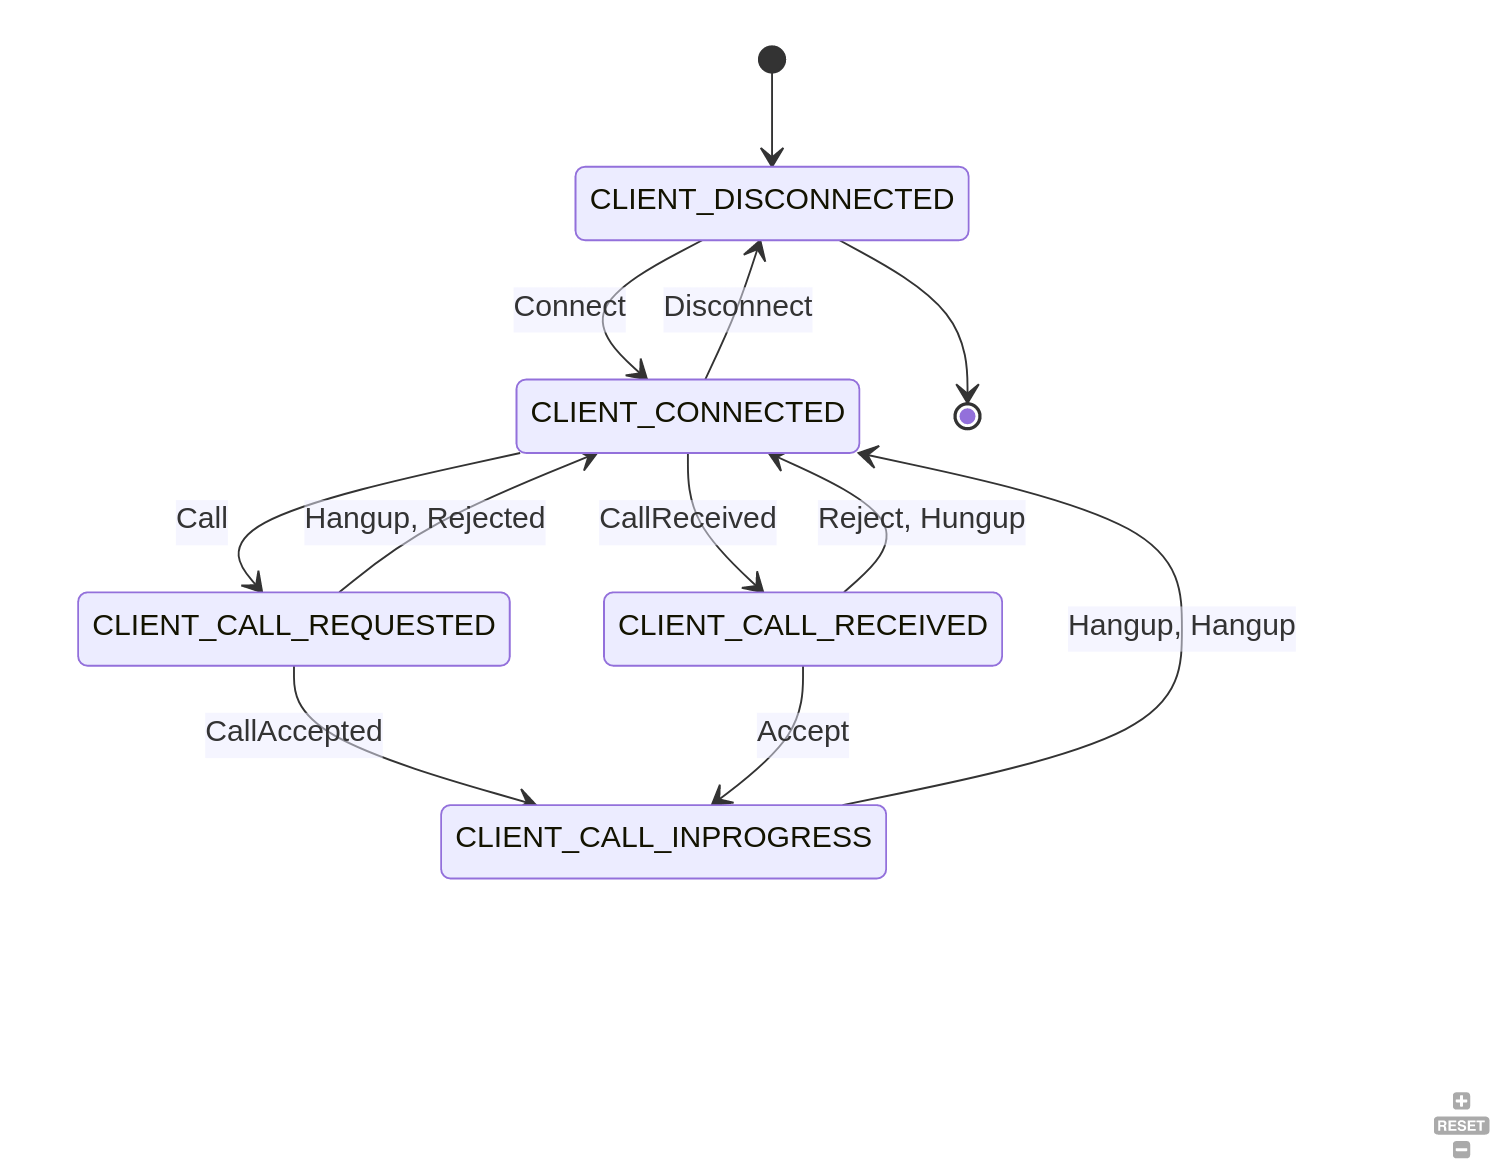 CLIENT_DISCONNECTED
Connect
Disconnect
CLIENT_CONNECTED
Call
Hangup, Rejected
CallReceived
Reject, Hungup
CLIENT_CALL_REQUESTED
CLIENT_CALL_RECEIVED
Hangup, Hangup
CallAccepted
Accept
CLIENT_CALL_INPROGRESS
RESET